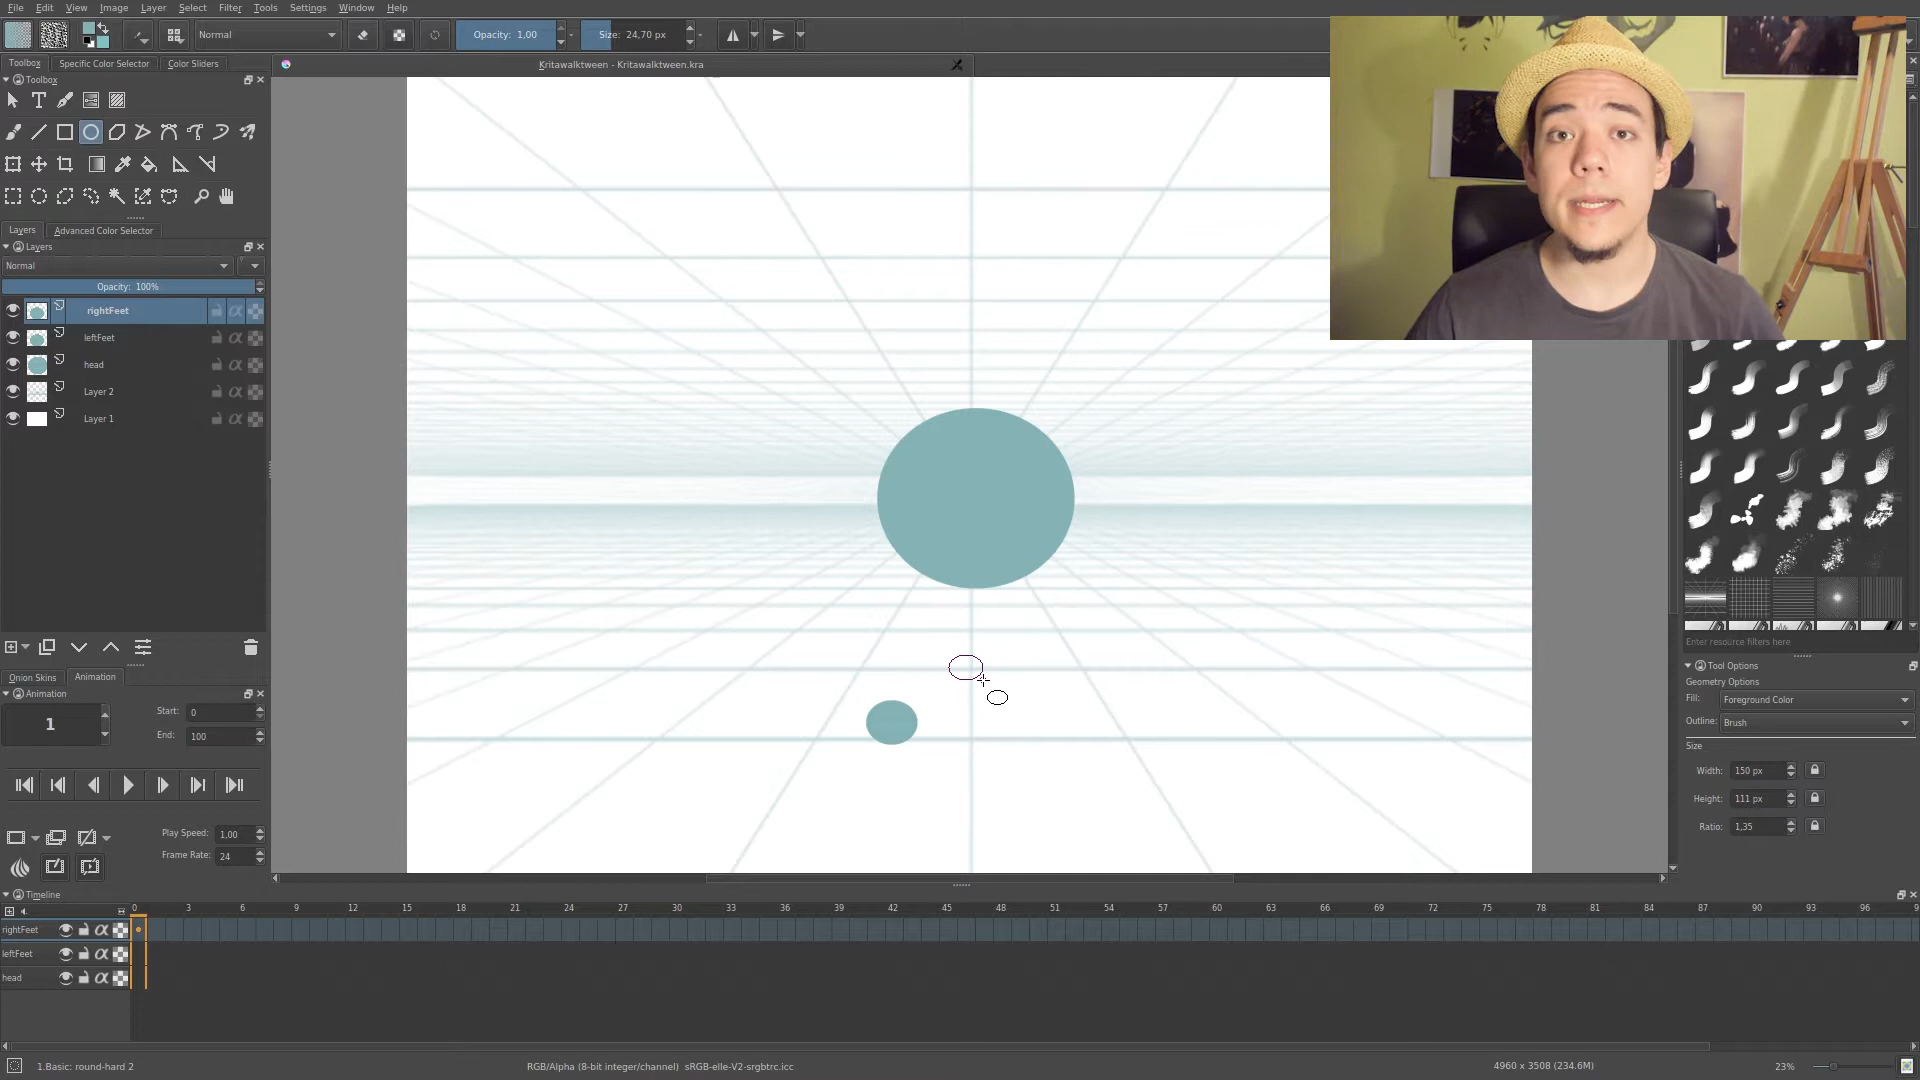 File Edit View Image Layer Select Filter Tools Settings Window Help
Normal
Opacity: 1,00
Size: 24,70 px
Toolbox Specific Color Selector Color Sliders
Kritawalktween - Kritawalktween.kra
Toolbox
Layers Advanced Color Selector
Layers
Normal
Opacity: 100%
rightFeet
leftFeet
head
Layer 2
Layer 1
Onion Skins Animation
Animation
1
Start: 0
End: 100
Play Speed: 1,00
Frame Rate: 24
Enter resource filters here
Tool Options
Geometry Options
Fill: Foreground Color
Outline: Brush
Size
Width: 150 px
Height: 111 px
Ratio: 1,35
Timeline
0 3 6 9 12 15 18 21 24 27 30 33 36 39 42 45 48 51 54 57 60 63 66 69 72 75 78 81 84 87 90 93 96 9
rightFeet
leftFeet
head
1.Basic: round-hard 2
RGB/Alpha (8-bit integer/channel) sRGB-elle-V2-srgbtrc.icc
4960 x 3508 (234.6M)
23%